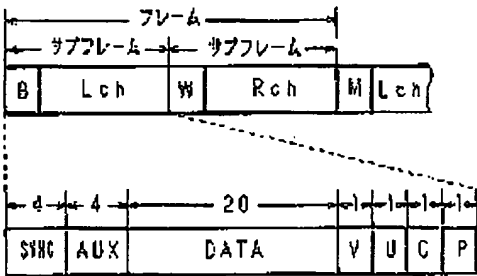 フレーム
サブフレーム サブフレーム
B Lch W Rch M Lch
4 4 20 1 1 1 1
SYNC AUX DATA V U C P